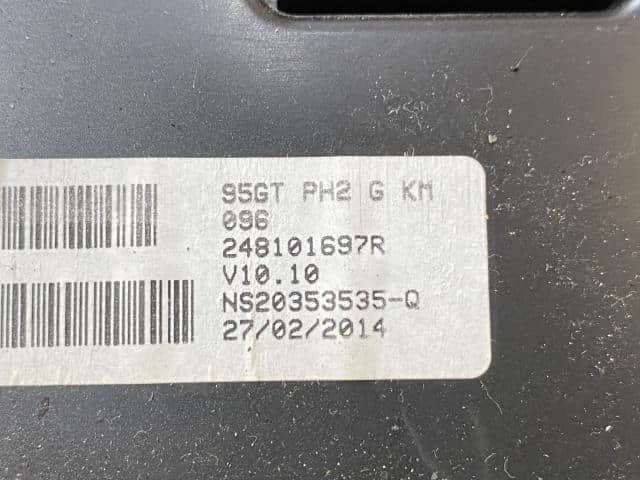 95GT PH2 G KM
096
248101697R
V10.10
NS20353535-Q
27/02/2014